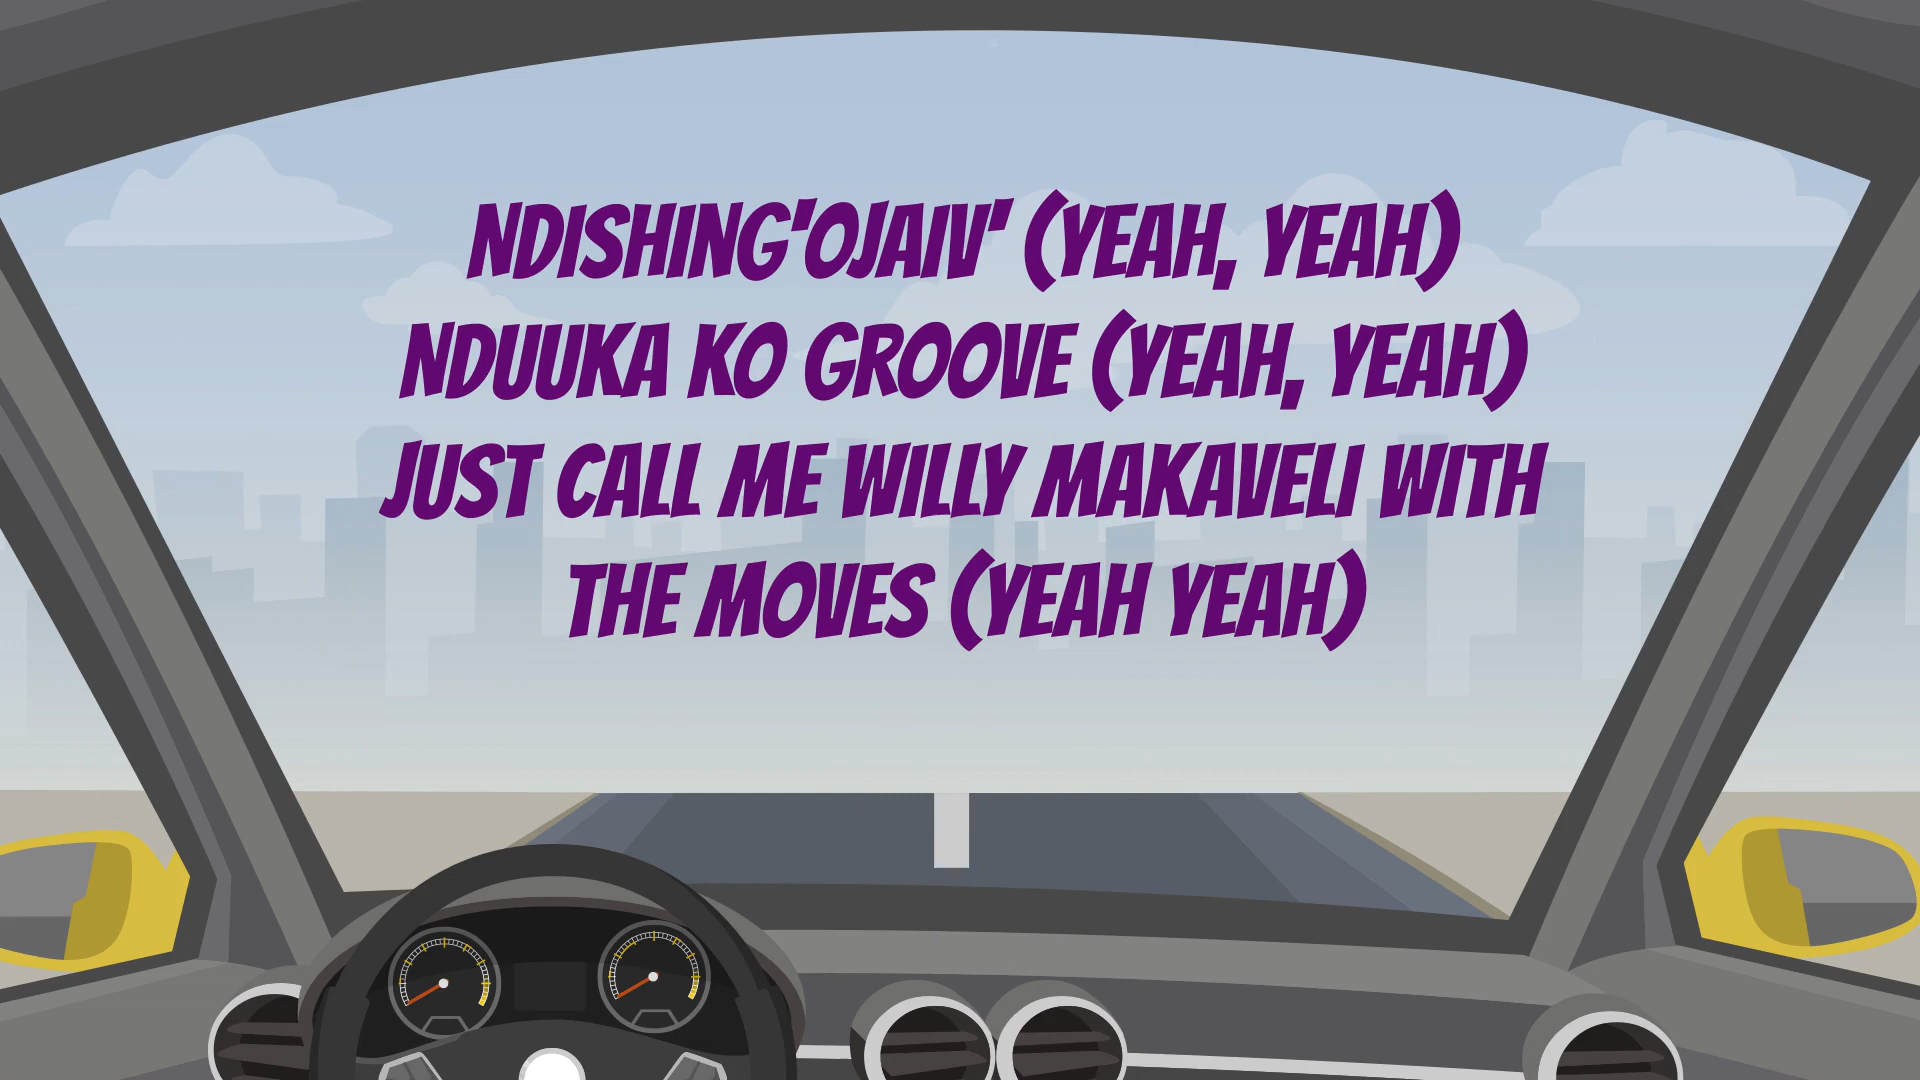 NDISHING'OJAIV' (YEAH, YEAH)
NDUUKA KO GROOVE (YEAH, YEAH)
JUST CALL ME WILLY MAKAVELI WITH
THE MOVES (YEAH YEAH)